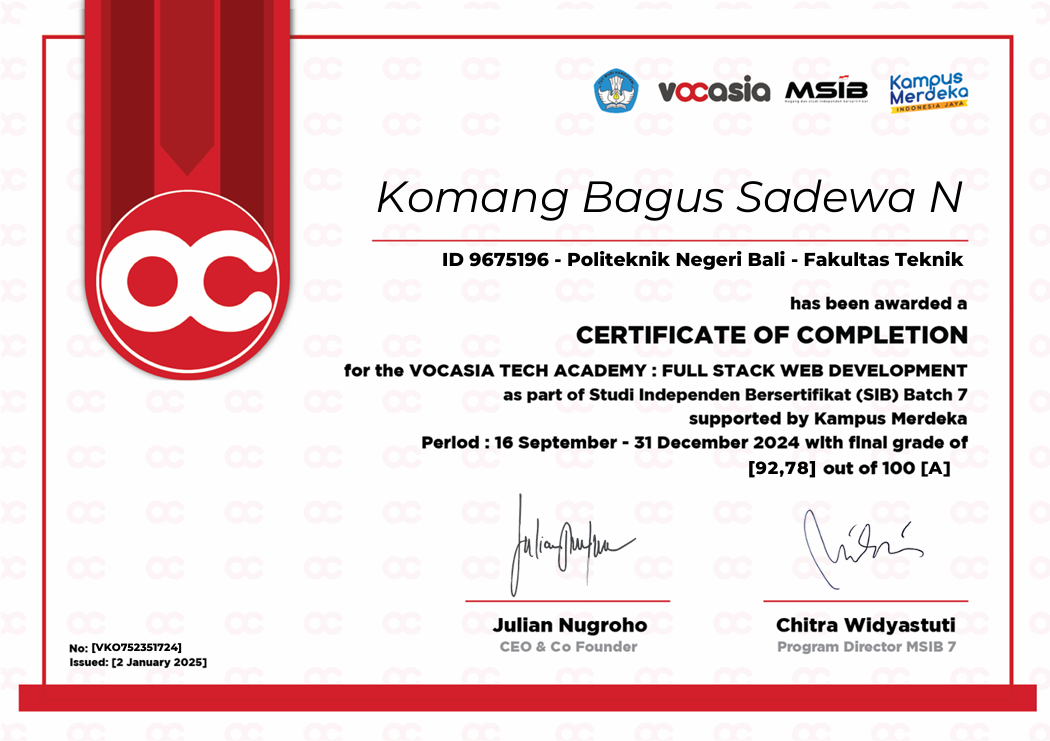 vocasia MSIB Kampus Merdeka INDONESIA JAYA
Komang Bagus Sadewa N
ID 9675196 - Politeknik Negeri Bali - Fakultas Teknik
has been awarded a
CERTIFICATE OF COMPLETION
for the VOCASIA TECH ACADEMY : FULL STACK WEB DEVELOPMENT
as part of Studi Independen Bersertifikat (SIB) Batch 7
supported by Kampus Merdeka
Period : 16 September - 31 December 2024 with final grade of
[92,78] out of 100 [A]
Julian Nugroho
CEO & Co Founder
Chitra Widyastuti
Program Director MSIB 7
No: [VKO752351724]
Issued: [2 January 2025]